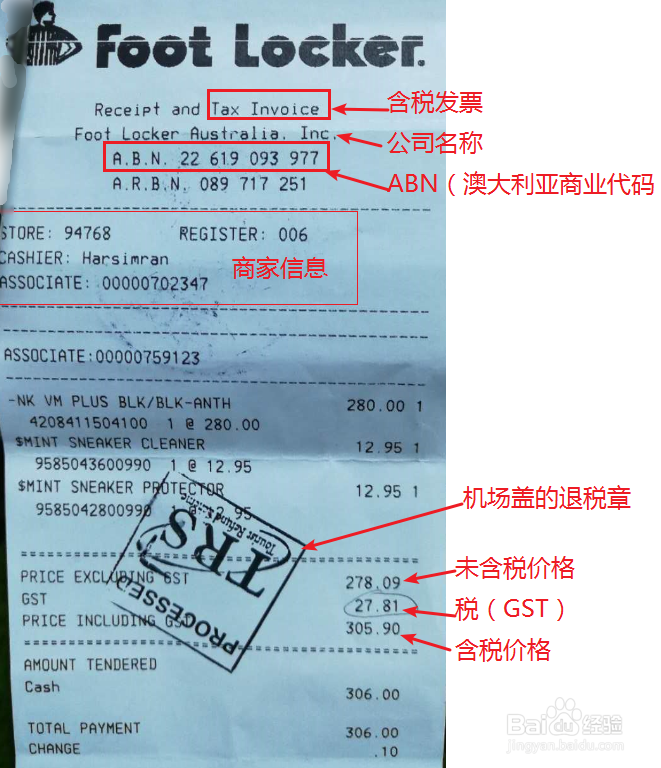 Foot Locker.
Receipt and Tax Invoice
含税发票
Foot Locker Australia. Inc.
公司名称
A.B.N. 22 619 093 977
ABN（澳大利亚商业代码
A.R.B.N. 089 717 251
STORE: 94768 REGISTER: 006
CASHIER: Harsimran
商家信息
ASSOCIATE: 00000702347
ASSOCIATE:00000759123
-NK VM PLUS BLK/BLK-ANTH 280.00 1
4208411504100 1 @ 280.00
$MINT SNEAKER CLEANER 12.95 1
9585043600990 1 @ 12.95
$MINT SNEAKER PROTECTOR 12.95 1
9585042800990 @ 12.95
机场盖的退税章
Tourist Refund Scheme
TRS
PROCESSED
PRICE EXCLUDING GST 278.09
未含税价格
GST 27.81
税（GST）
PRICE INCLUDING GST 305.90
含税价格
AMOUNT TENDERED
Cash 306.00
TOTAL PAYMENT 306.00
CHANGE .10
Baidu 经验
jingyan.baidu.com